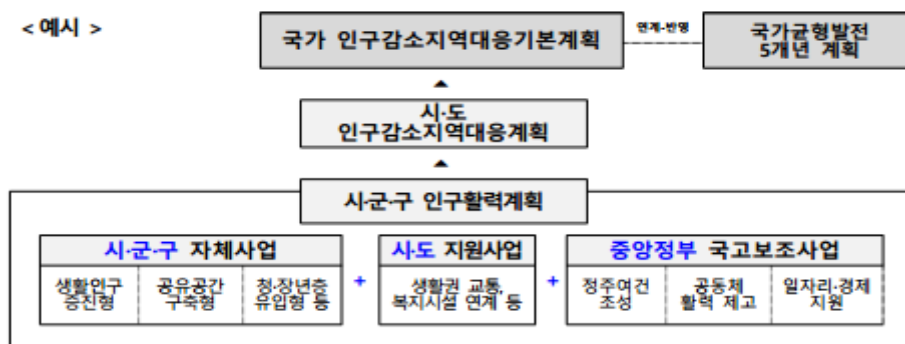 < 예시 >
국가 인구감소지역대응기본계획
연계·반영
국가균형발전
5개년 계획
시·도
인구감소지역대응계획
시·군·구 인구활력계획
시·군·구 자체사업
생활인구
증진형
공유공간
구축형
청·장년층
유입형 등
+
시·도 지원사업
생활권 교통,
복지시설 연계 등
+
중앙정부 국고보조사업
정주여건
조성
공동체
활력 제고
일자리·경제
지원